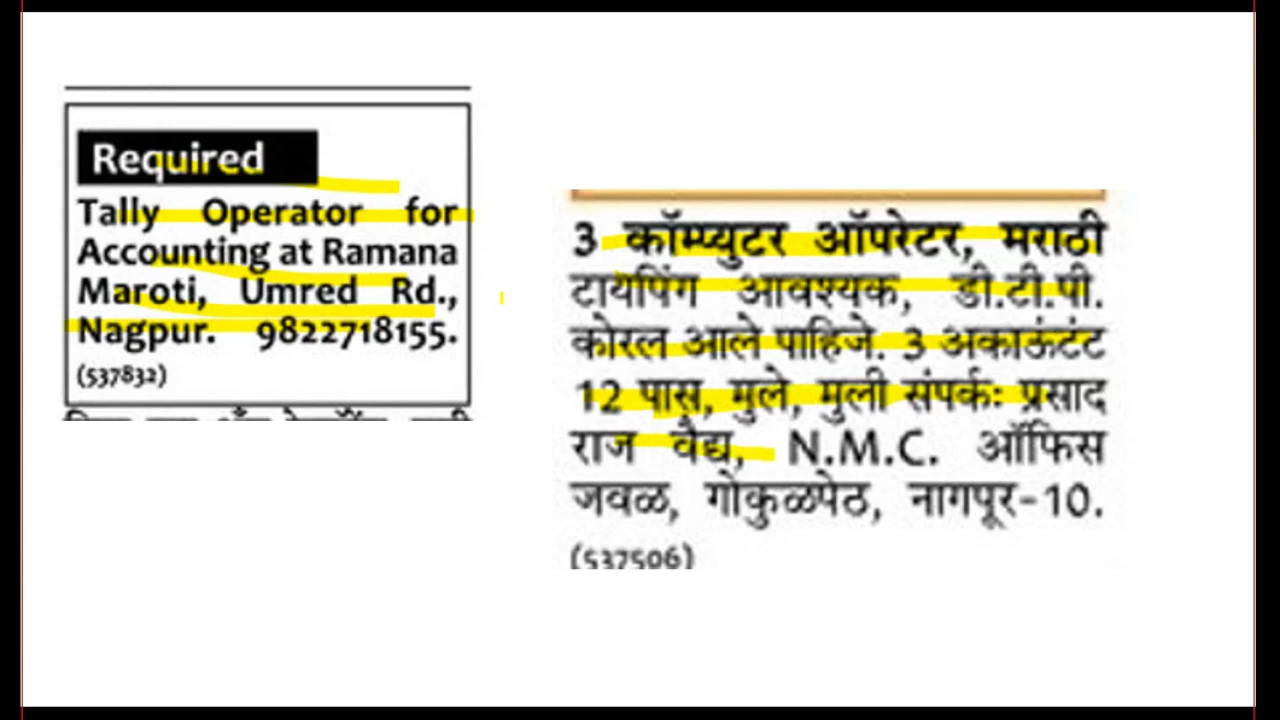 Required
Tally Operator for
Accounting at Ramana
Maroti, Umred Rd.,
Nagpur. 9822718155.
(537832)
3 कॉम्प्युटर ऑपरेटर, मराठी
टायपिंग आवश्यक, डी.टी.पी.
कोरल आले पाहिजे. 3 अकाऊंटंट
12 पास, मुले, मुली संपर्क: प्रसाद
राज वैद्य, N.M.C. ऑफिस
जवळ, गोकुळपेठ, नागपूर-10.
(537506)